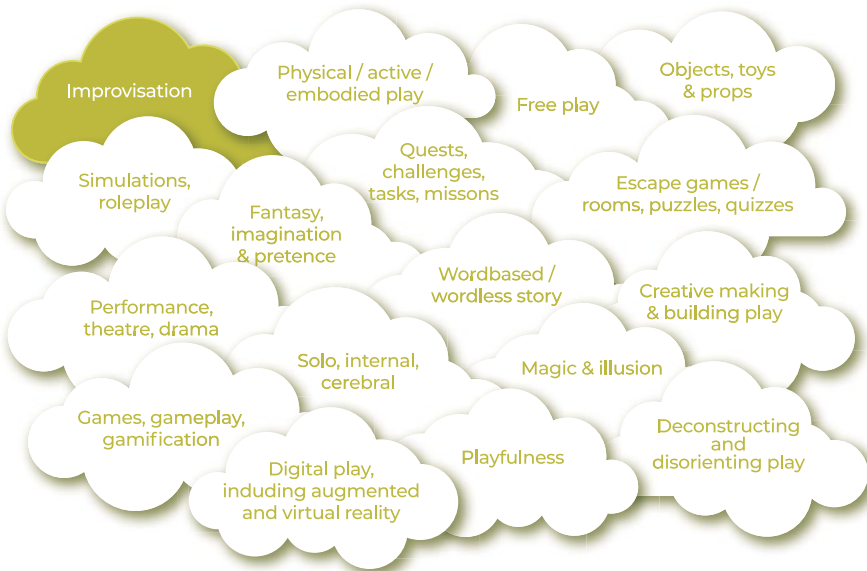 Improvisation
Physical / active /
embodied play
Free play
Objects, toys
& props
Simulations,
roleplay
Fantasy,
imagination
& pretence
Quests,
challenges,
tasks, missons
Escape games /
rooms, puzzles, quizzes
Performance,
theatre, drama
Wordbased /
wordless story
Creative making
& building play
Solo, internal,
cerebral
Magic & illusion
Games, gameplay,
gamification
Digital play,
including augmented
and virtual reality
Playfulness
Deconstructing
and
disorienting play